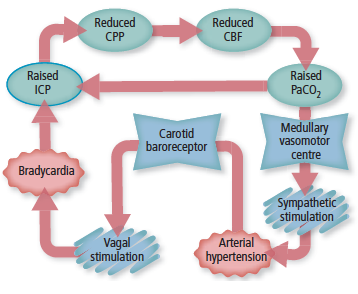 Reduced
CPP
Reduced
CBF
Raised
ICP
Raised
PaCO₂
Carotid
baroreceptor
Medullary
vasomotor
centre
Bradycardia
Sympathetic
stimulation
Vagal
stimulation
Arterial
hypertension